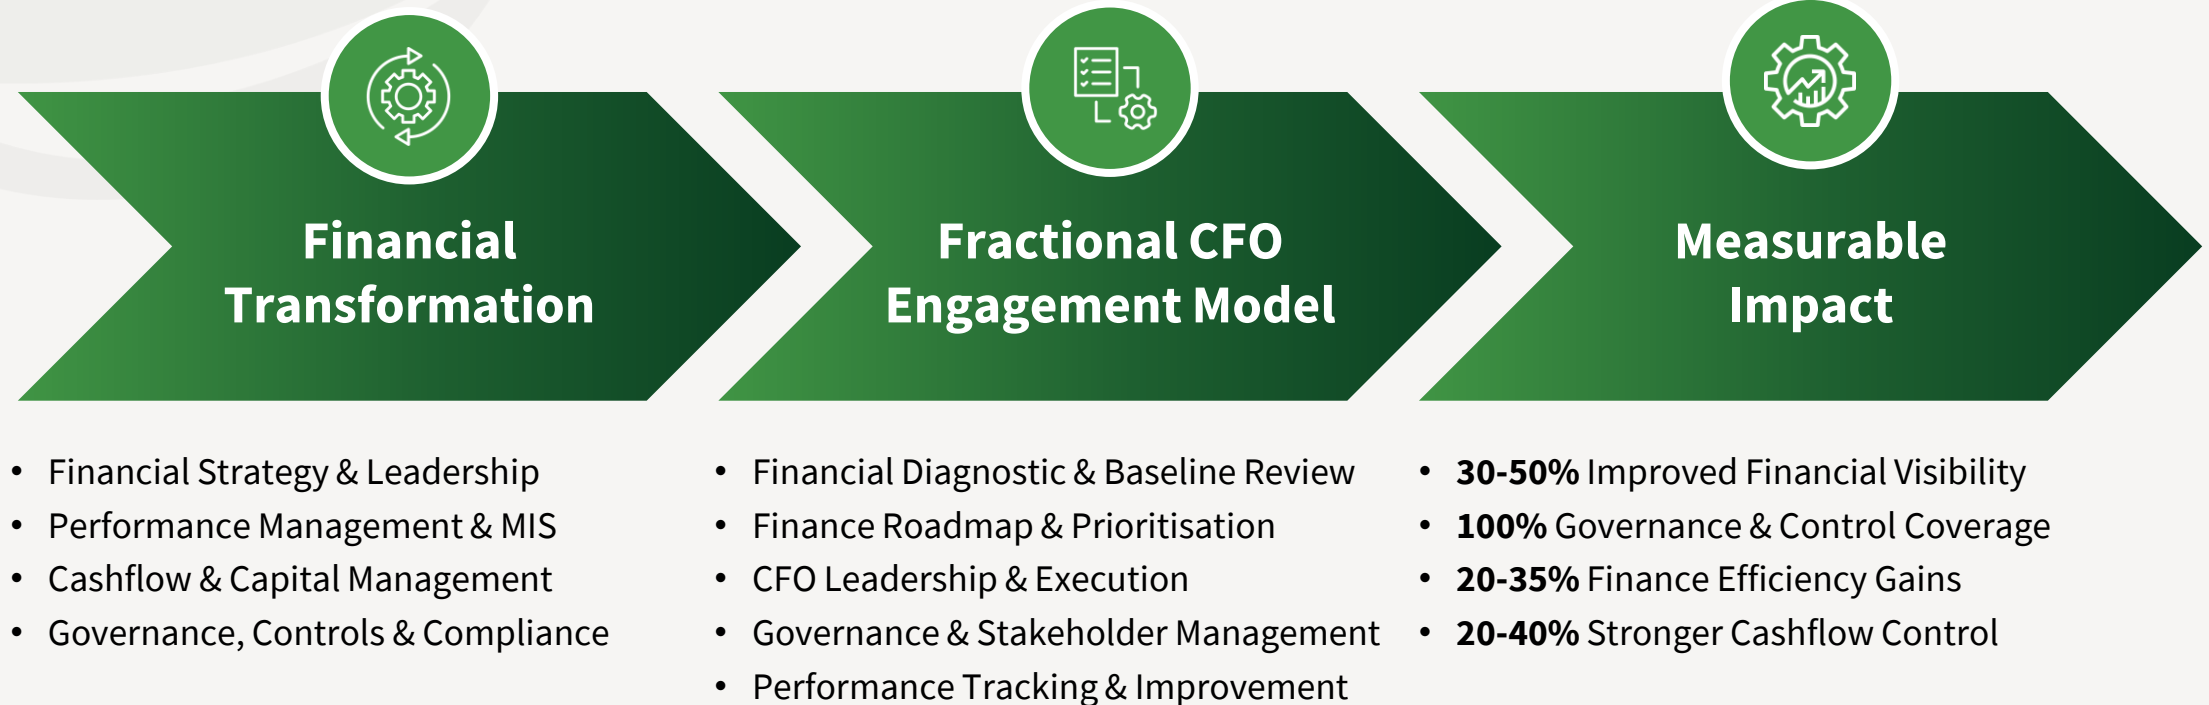 Financial
Transformation
Fractional CFO
Engagement Model
Measurable
Impact
• Financial Strategy & Leadership
• Performance Management & MIS
• Cashflow & Capital Management
• Governance, Controls & Compliance
• Financial Diagnostic & Baseline Review
• Finance Roadmap & Prioritisation
• CFO Leadership & Execution
• Governance & Stakeholder Management
• Performance Tracking & Improvement
• 30-50% Improved Financial Visibility
• 100% Governance & Control Coverage
• 20-35% Finance Efficiency Gains
• 20-40% Stronger Cashflow Control